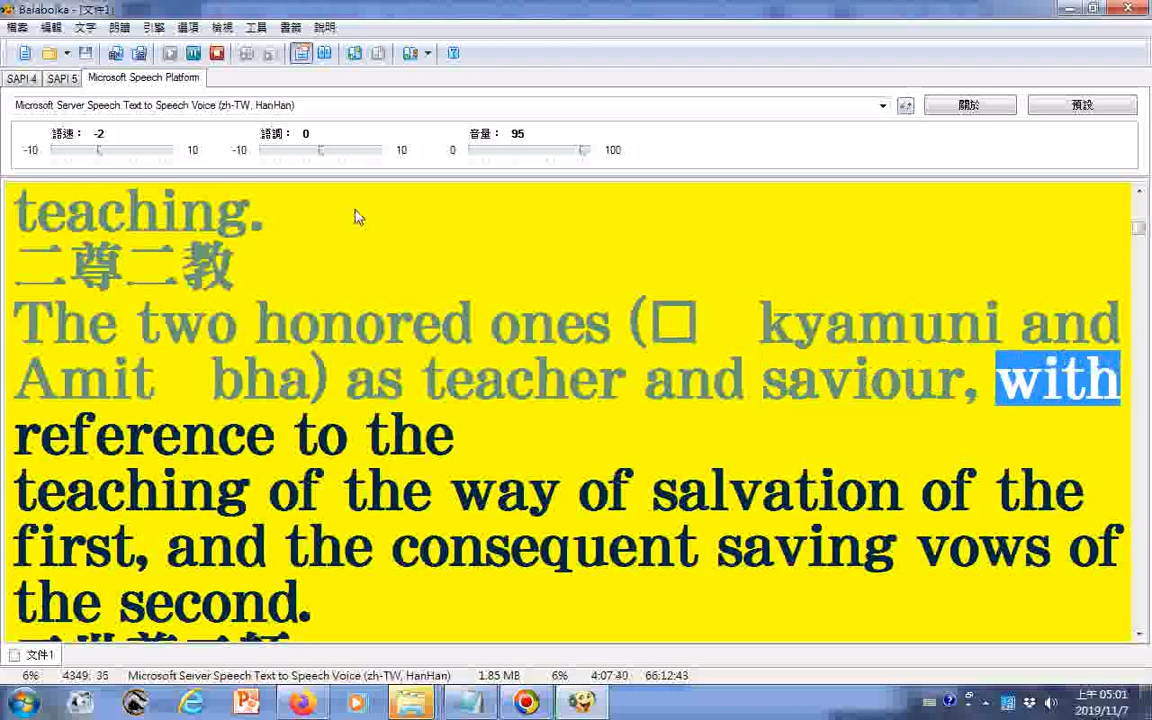 Balabolka - [文件1]
檔案 編輯 文字 朗讀 引擎 選項 檢視 工具 書籤 說明
SAPI 4 SAPI 5 Microsoft Speech Platform
Microsoft Server Speech Text to Speech Voice (zh-TW, HanHan) 關於 預設
語速： -2 語調： 0 音量： 95
-10 10 -10 10 0 100
teaching.
二尊二教
The two honored ones (□ kyamuni and
Amit bha) as teacher and saviour, with
reference to the
teaching of the way of salvation of the
first, and the consequent saving vows of
the second.
文件1
6% 4349: 35 Microsoft Server Speech Text to Speech Voice (zh-TW, HanHan) 1.85 MB 6% 4:07:40 66:12:43
上午 05:01
2019/11/7